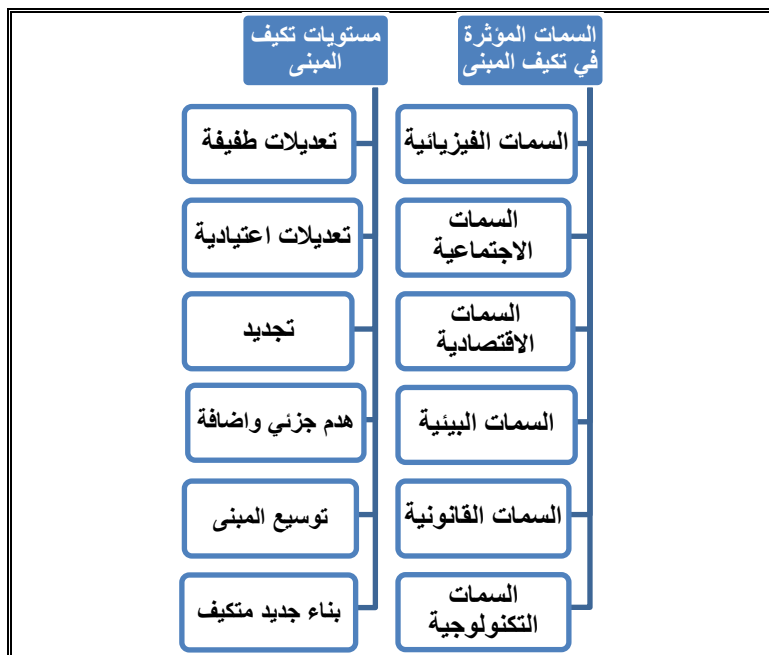 السمات المؤثرة
في تكيف المبنى
السمات الفيزيائية
السمات
الاجتماعية
السمات
الاقتصادية
السمات البيئية
السمات القانونية
السمات
التكنولوجية
مستويات تكيف
المبنى
تعديلات طفيفة
تعديلات اعتيادية
تجديد
هدم جزئي واضافة
توسيع المبنى
بناء جديد متكيف